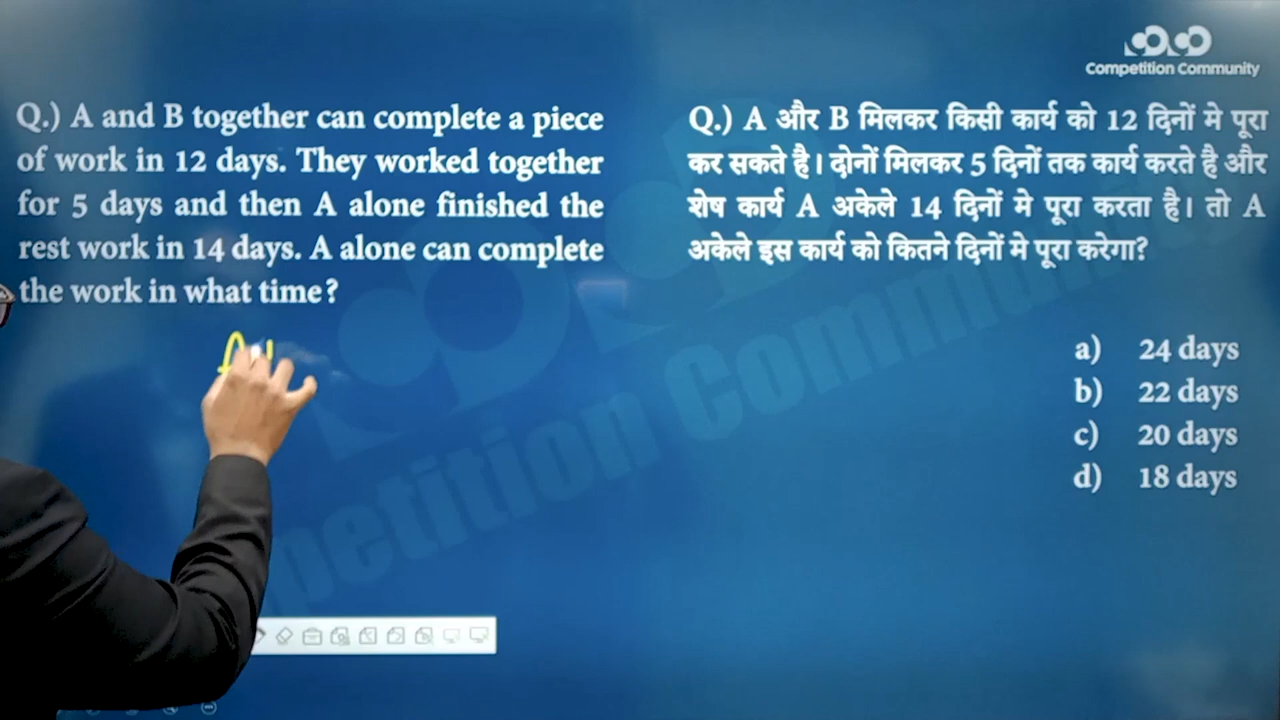 Competition Community
Q.) A and B together can complete a piece
of work in 12 days. They worked together
for 5 days and then A alone finished the
rest work in 14 days. A alone can complete
the work in what time?
Q.) A और B मिलकर किसी कार्य को 12 दिनों मे पूरा
कर सकते है। दोनों मिलकर 5 दिनों तक कार्य करते है और
शेष कार्य A अकेले 14 दिनों मे पूरा करता है। तो A
अकेले इस कार्य को कितने दिनों मे पूरा करेगा?
a) 24 days
b) 22 days
c) 20 days
d) 18 days